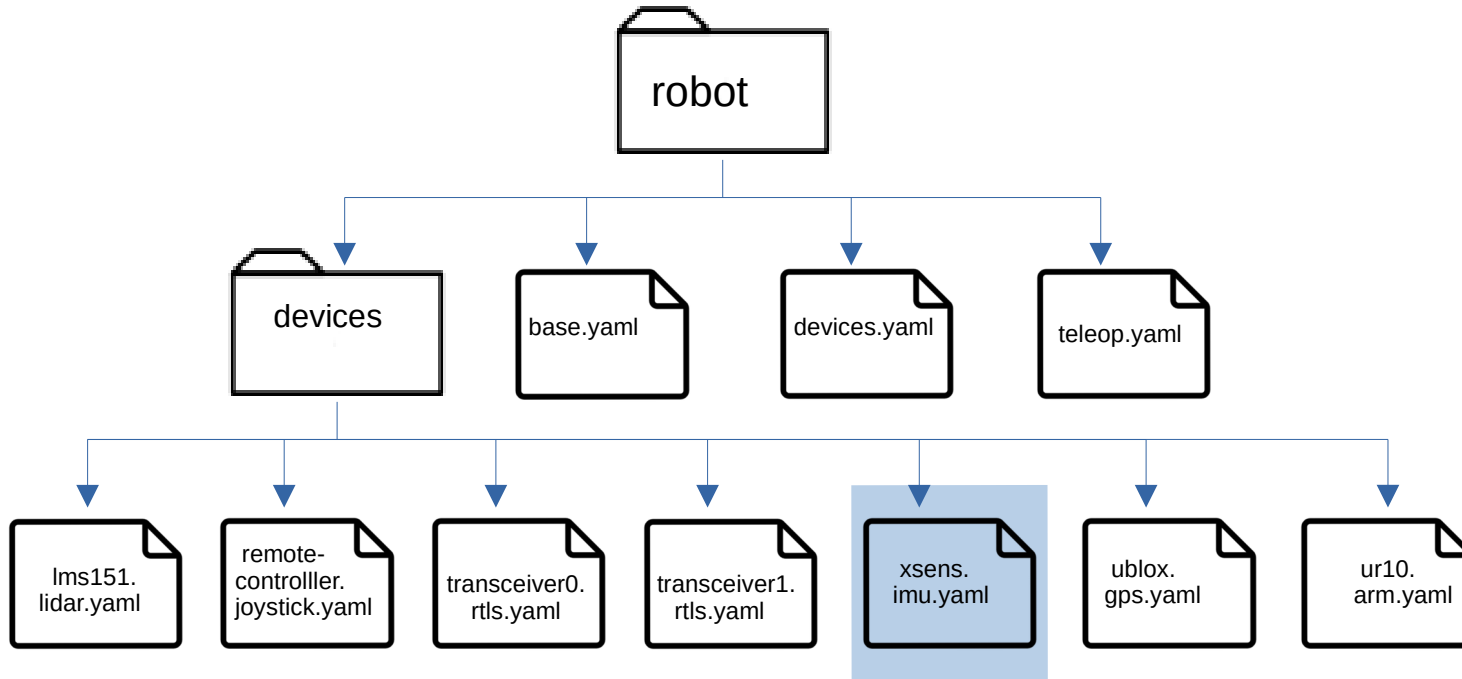 robot
devices
base.yaml
devices.yaml
teleop.yaml
lms151.
lidar.yaml
remote-
controlller.
joystick.yaml
transceiver0.
rtls.yaml
transceiver1.
rtls.yaml
xsens.
imu.yaml
ublox.
gps.yaml
ur10.
arm.yaml